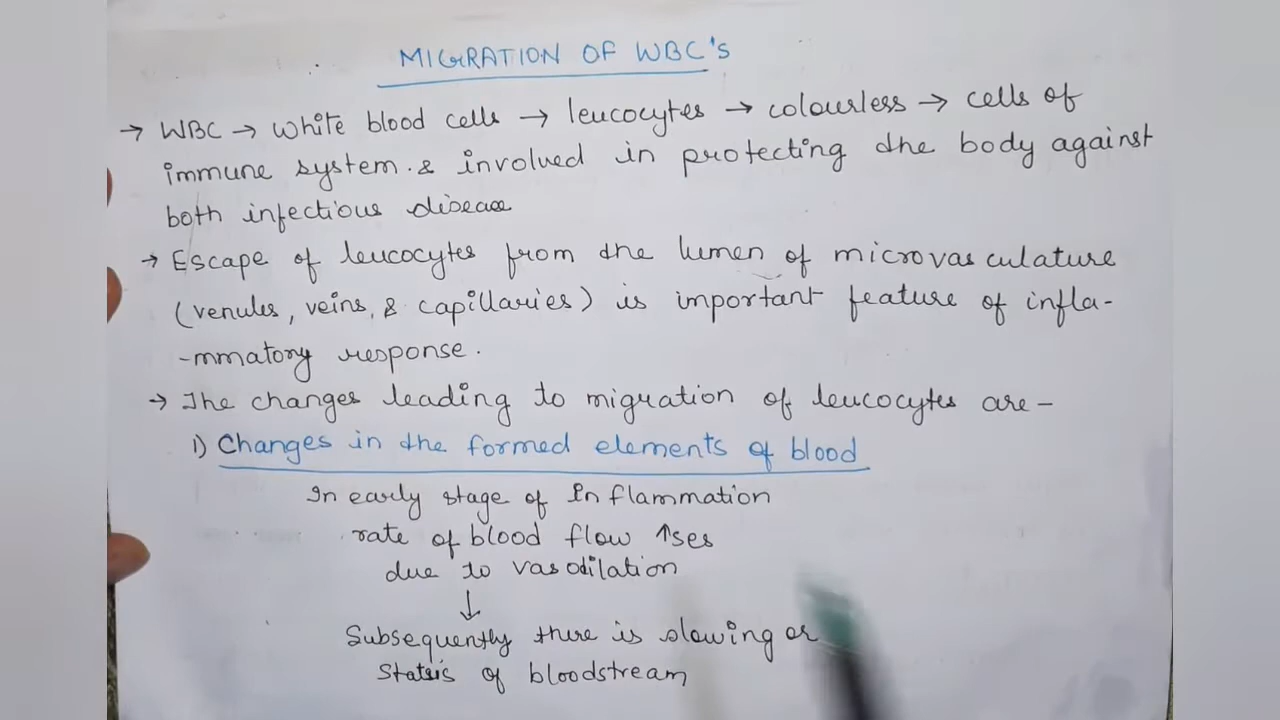 MIGRATION OF WBC's
→ WBC → White blood cells → leucocytes → colourless → cells of
immune system. & involved in protecting the body against
both infectious disease
→ Escape of leucocytes from the lumen of microvasculature
(venules, veins, & capillaries) is important feature of infla-
-mmatory response.
→ The changes leading to migration of leucocytes are -
1) Changes in the formed elements of blood
In early stage of Inflammation
rate of blood flow ↑ses
due to vasodilation
↓
Subsequently there is slowing or
Statsis of bloodstream